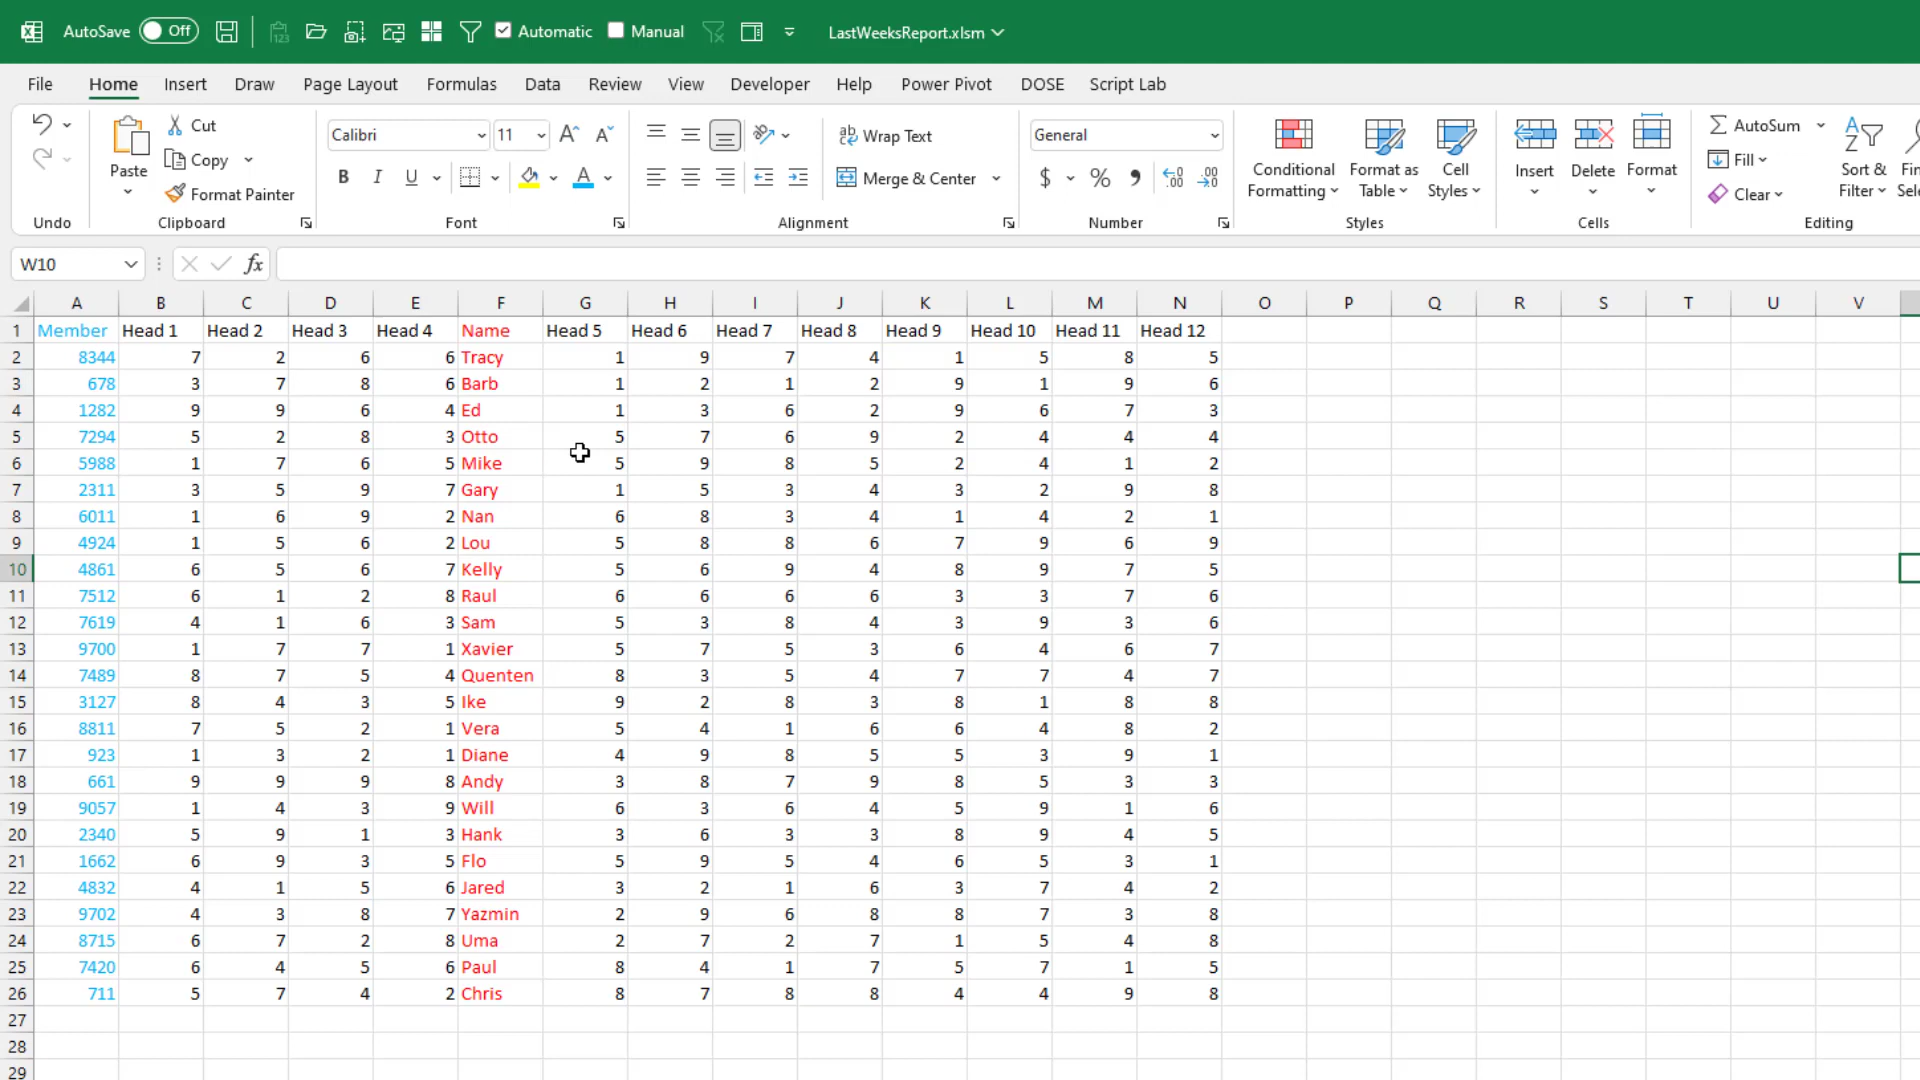 AutoSave Off 123 Automatic Manual LastWeeksReport.xlsm
File Home Insert Draw Page Layout Formulas Data Review View Developer Help Power Pivot DOSE Script Lab
Paste Cut Copy Format Painter
Calibri 11 A A B I U A
ab Wrap Text
Merge & Center
General
$ % 9
Conditional Formatting
Format as Table
Cell Styles
Insert Delete Format
AutoSum Fill Clear
Sort & Filter
Undo Clipboard Font Alignment Number Styles Cells Editing
W10 fx
A B C D E F G H I J K L M N O P Q R S T U V
1 Member Head 1 Head 2 Head 3 Head 4 Name Head 5 Head 6 Head 7 Head 8 Head 9 Head 10 Head 11 Head 12
2 8344 7 2 6 6 Tracy 1 9 7 4 1 5 8 5
3 678 3 7 8 6 Barb 1 2 1 2 9 1 9 6
4 1282 9 9 6 4 Ed 1 3 6 2 9 6 7 3
5 7294 5 2 8 3 Otto 5 7 6 9 2 4 4 4
6 5988 1 7 6 5 Mike 5 9 8 5 2 4 1 2
7 2311 3 5 9 7 Gary 1 5 3 4 3 2 9 8
8 6011 1 6 9 2 Nan 6 8 3 4 1 4 2 1
9 4924 1 5 6 2 Lou 5 8 8 6 7 9 6 9
10 4861 6 5 6 7 Kelly 5 6 9 4 8 9 7 5
11 7512 6 1 2 8 Raul 6 6 6 6 3 3 7 6
12 7619 4 1 6 3 Sam 5 3 8 4 3 9 3 6
13 9700 1 7 7 1 Xavier 5 7 5 3 6 4 6 7
14 7489 8 7 5 4 Quenten 8 3 5 4 7 7 4 7
15 3127 8 4 3 5 Ike 9 2 8 3 8 1 8 8
16 8811 7 5 2 1 Vera 5 4 1 6 6 4 8 2
17 923 1 3 2 1 Diane 4 9 8 5 5 3 9 1
18 661 9 9 9 8 Andy 3 8 7 9 8 5 3 3
19 9057 1 4 3 9 Will 6 3 6 4 5 9 1 6
20 2340 5 9 1 3 Hank 3 6 3 3 8 9 4 5
21 1662 6 9 3 5 Flo 5 9 5 4 6 5 3 1
22 4832 4 1 5 6 Jared 3 2 1 6 3 7 4 2
23 9702 4 3 8 7 Yazmin 2 9 6 8 8 7 3 8
24 8715 6 7 2 8 Uma 2 7 2 7 1 5 4 8
25 7420 6 4 5 6 Paul 8 4 1 7 5 7 1 5
26 711 5 7 4 2 Chris 8 7 8 8 4 4 9 8
27
28
29